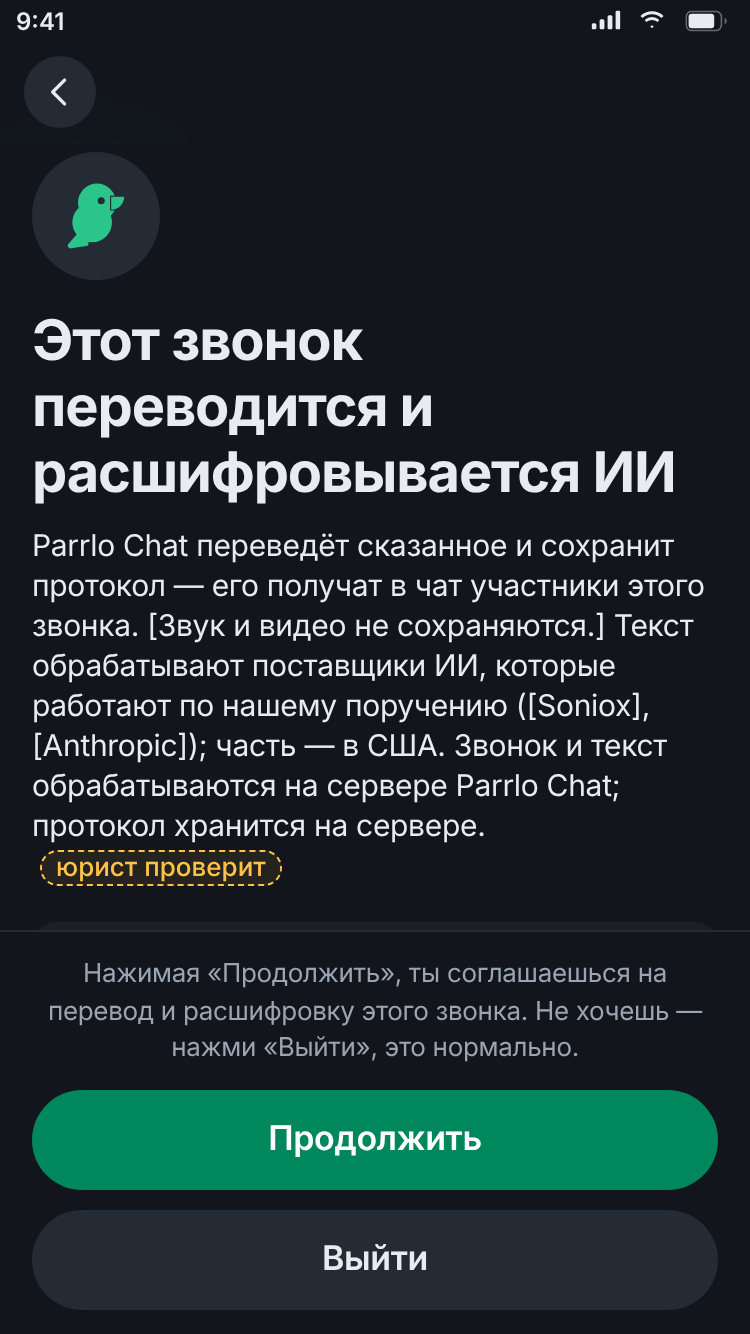 9:41
Этот звонок
переводится и
расшифровывается ИИ
Parrlo Chat переведёт сказанное и сохранит
протокол — его получат в чат участники этого
звонка. [Звук и видео не сохраняются.] Текст
обрабатывают поставщики ИИ, которые
работают по нашему поручению ([Soniox],
[Anthropic]); часть — в США. Звонок и текст
обрабатываются на сервере Parrlo Chat;
протокол хранится на сервере.
юрист проверит
Нажимая «Продолжить», ты соглашаешься на
перевод и расшифровку этого звонка. Не хочешь —
нажми «Выйти», это нормально.
Продолжить
Выйти